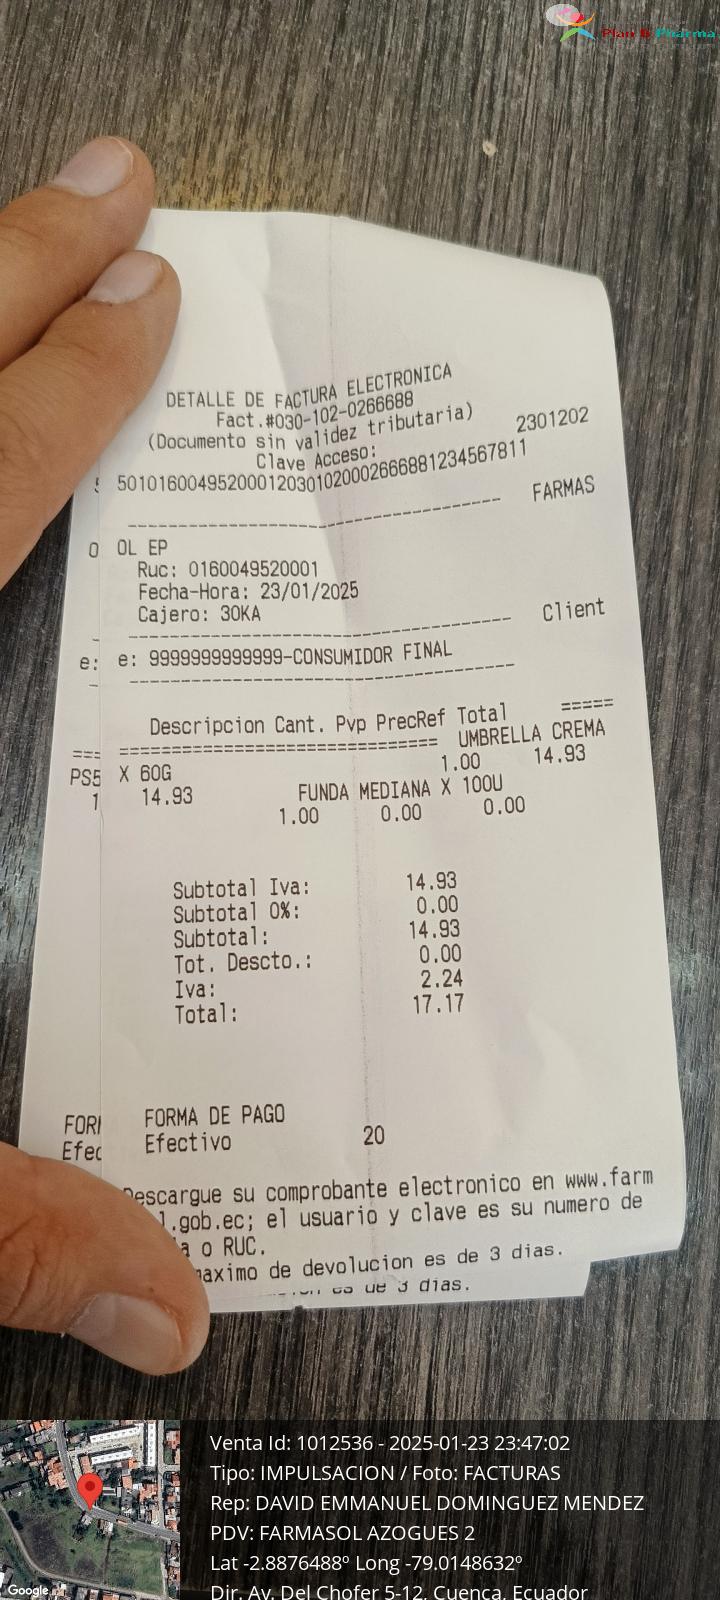 Plan B Pharma
DETALLE DE FACTURA ELECTRONICA
Fact.#030-102-0266688
(Documento sin validez tributaria)
Clave Acceso: 2301202
5010160049520001203010200026666881234567811
FARMAS
OL EP
Ruc: 0160049520001
Fecha-Hora: 23/01/2025
Cajero: 30KA
Client
e: 9999999999999-CONSUMIDOR FINAL
Descripcion Cant. Pvp PrecRef Total
=====
================================ UMBRELLA CREMA
PS5 X 60G 1.00 14.93
1 14.93 FUNDA MEDIANA X 100U
1.00 0.00 0.00
Subtotal Iva: 14.93
Subtotal 0%: 0.00
Subtotal: 14.93
Tot. Descto.: 0.00
Iva: 2.24
Total: 17.17
FORMA DE PAGO
Efectivo 20
Descargue su comprobante electronico en www.farm
l.gob.ec; el usuario y clave es su numero de
a o RUC.
maximo de devolucion es de 3 dias.
es de 3 dias.
Venta Id: 1012536 - 2025-01-23 23:47:02
Tipo: IMPULSACION / Foto: FACTURAS
Rep: DAVID EMMANUEL DOMINGUEZ MENDEZ
PDV: FARMASOL AZOGUES 2
Lat -2.8876488º Long -79.0148632º
Dir. Av. Del Chofer 5-12, Cuenca, Ecuador
Google